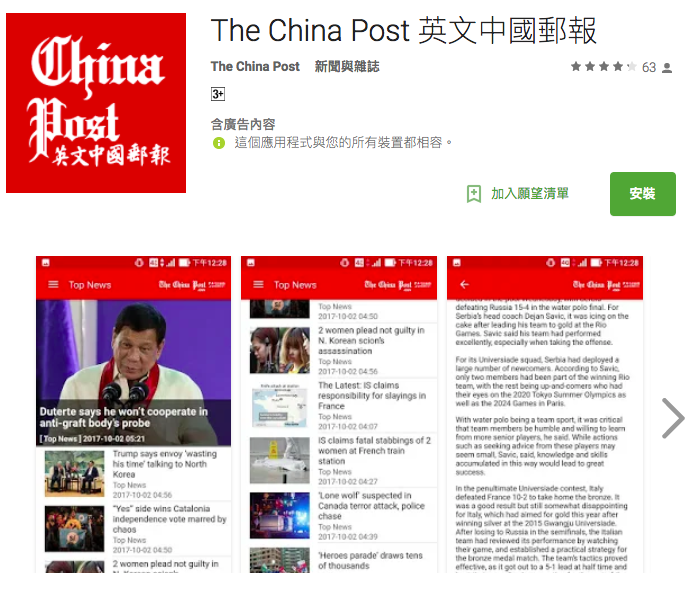 The China Post 英文中國郵報
The China Post 新聞與雜誌
63
3+
含廣告內容
這個應用程式與您的所有裝置都相容。
加入願望清單
安裝
China
Post
英文中國郵報
下午12:28
Top News
The China Post
Duterte says he won't cooperate in
anti-graft body's probe
[ Top News ] 2017-10-02 05:21
Trump says envoy 'wasting
his time' talking to North
Korea
Top News
2017-10-02 04:56
"Yes" side wins Catalonia
independence vote marred by
chaos
Top News
2017-10-02 04:50
2 women plead not guilty in
下午12:28
Top News
The China Post
Top News
2017-10-02 04:50
2 women plead not guilty in
N. Korean scion's
assassination
Top News
2017-10-02 04:46
The Latest: IS claims
responsibility for slayings in
France
Top News
2017-10-02 04:07
IS claims fatal stabbings of 2
women at French train
station
Top News
2017-10-02 04:27
'Lone wolf' suspected in
Canada terror attack, police
chase
Top News
2017-10-02 04:39
'Heroes parade' draws tens
of thousands
下午12:28
The China Post
defeating Russia 15-4 in the water polo final. For
Serbia's head coach Dejan Savic, it was icing on the
cake after leading his team to gold at the Rio
Games. Savic said his team had performed
excellently, especially when taking the offense.
For its Universiade squad, Serbia had deployed a
large number of newcomers. According to Savic,
only two members had been part of the winning Rio
team, with the rest being up-and-comers who had
their eyes on the 2020 Tokyo Summer Olympics as
well as the 2024 Games in Paris.
With water polo being a team sport, it was critical
that team members be humble and willing to learn
from more senior players, he said. While actions
such as seeking advice from these players may
seem small, Savic, said, knowledge and skills
accumulated in this way would lead to great
success.
In the penultimate Universiade contest, Italy
defeated France 10-2 to take home the bronze. It
was a good result but still somewhat disappointing
for Italy, which had aimed for gold this year after
winning silver at the 2015 Gwangju Universiade.
After losing to Russia in the semifinals, the Italian
team had reviewed its performance by watching
their game, and established a practical strategy for
the bronze medal match. The team's tactics proved
effective, as it got out to a 5-1 lead at half time and